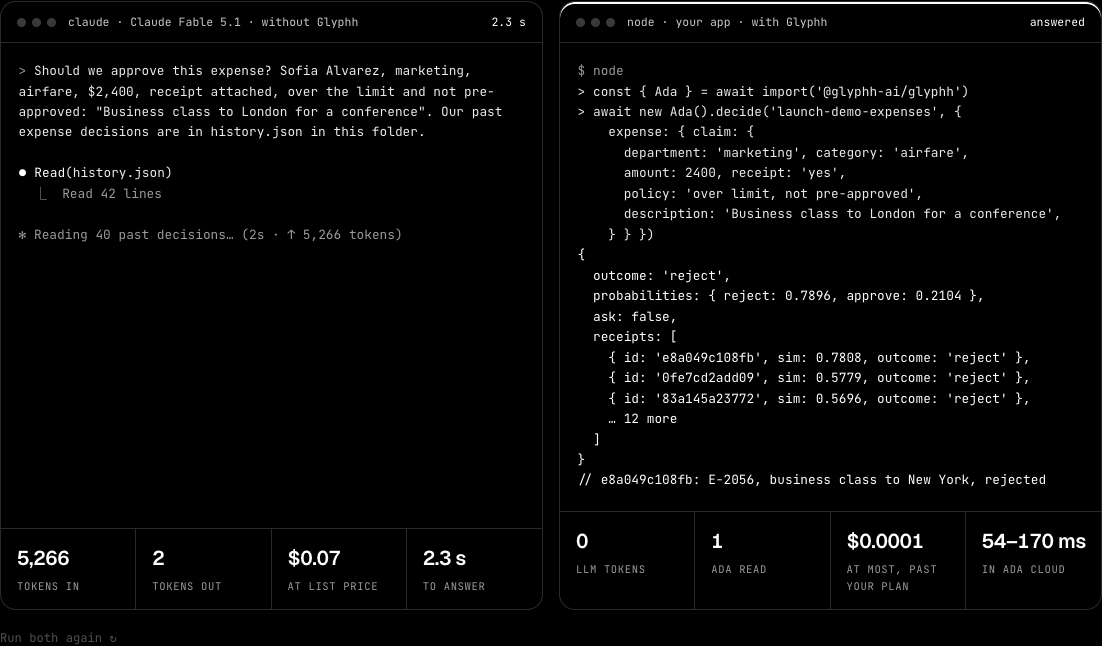 claude · Claude Fable 5.1 · without Glyphh 2.3 s
> Should we approve this expense? Sofia Alvarez, marketing,
airfare, $2,400, receipt attached, over the limit and not pre-
approved: "Business class to London for a conference". Our past
expense decisions are in history.json in this folder.
● Read(history.json)
⎿ Read 42 lines
✻ Reading 40 past decisions… (2s · ↑ 5,266 tokens)
5,266
TOKENS IN
2
TOKENS OUT
$0.07
AT LIST PRICE
2.3 s
TO ANSWER
node · your app · with Glyphh answered
$ node
> const { Ada } = await import('@glyphh-ai/glyphh')
> await new Ada().decide('launch-demo-expenses', {
expense: { claim: {
department: 'marketing', category: 'airfare',
amount: 2400, receipt: 'yes',
policy: 'over limit, not pre-approved',
description: 'Business class to London for a conference',
} } })
{
outcome: 'reject',
probabilities: { reject: 0.7896, approve: 0.2104 },
ask: false,
receipts: [
{ id: 'e8a049c108fb', sim: 0.7808, outcome: 'reject' },
{ id: '0fe7cd2add09', sim: 0.5779, outcome: 'reject' },
{ id: '83a145a23772', sim: 0.5696, outcome: 'reject' },
… 12 more
]
}
// e8a049c108fb: E-2056, business class to New York, rejected
0
LLM TOKENS
1
ADA READ
$0.0001
AT MOST, PAST
YOUR PLAN
54–170 ms
IN ADA CLOUD
Run both again ↻